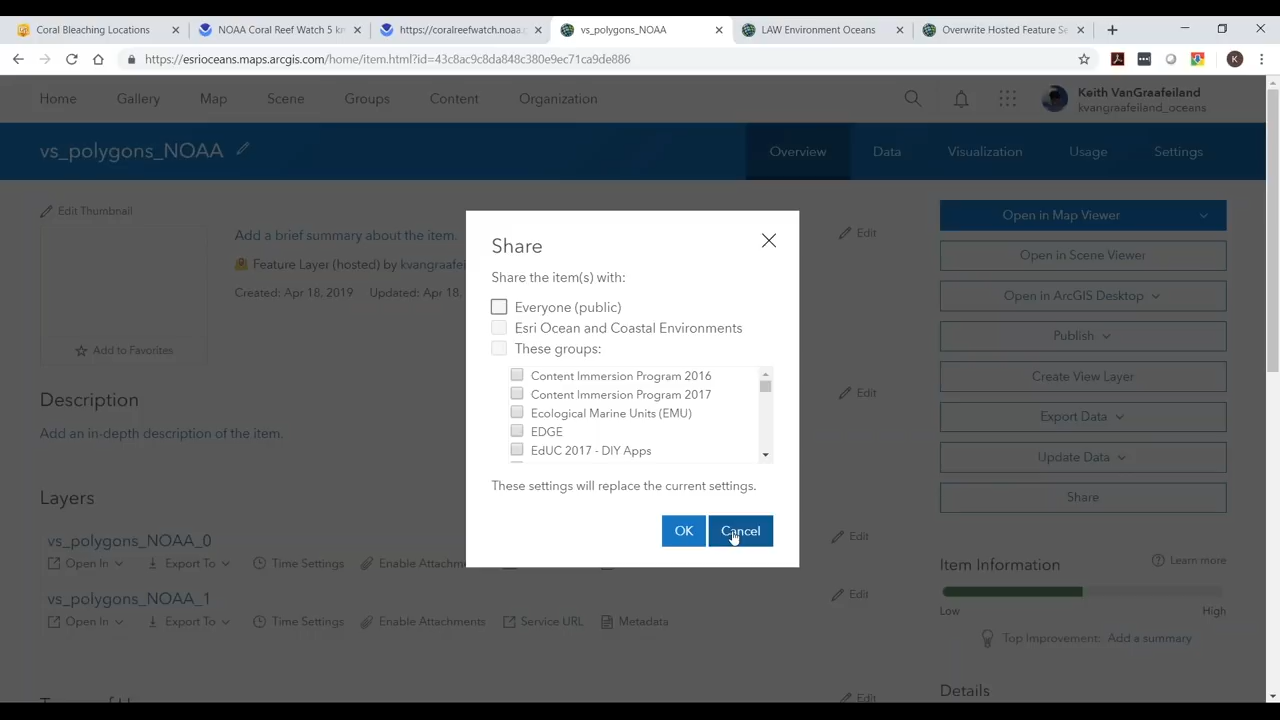 Coral Bleaching Locations
NOAA Coral Reef Watch 5 km
https://coralreefwatch.noaa.
vs_polygons_NOAA
LAW Environment Oceans
Overwrite Hosted Feature Se
https://esrioceans.maps.arcgis.com/home/item.html?id=43c8ac9c8da848c380e9ec71ca9de886
K
Home
Gallery
Map
Scene
Groups
Content
Organization
Keith VanGraafeiland
kvangraafeiland_oceans
vs_polygons_NOAA
Overview
Data
Visualization
Usage
Settings
Edit Thumbnail
Add a brief summary about the item.
Edit
Feature Layer (hosted) by kvangraafei
Created: Apr 18, 2019 Updated: Apr 18,
Add to Favorites
Description
Edit
Add an in-depth description of the item.
Layers
vs_polygons_NOAA_0
Edit
Open In
Export To
Time Settings
Enable Attachm
vs_polygons_NOAA_1
Edit
Open In
Export To
Time Settings
Enable Attachments
Service URL
Metadata
Edit
Share
Share the item(s) with:
Everyone (public)
Esri Ocean and Coastal Environments
These groups:
Content Immersion Program 2016
Content Immersion Program 2017
Ecological Marine Units (EMU)
EDGE
EdUC 2017 - DIY Apps
These settings will replace the current settings.
OK
Cancel
Open in Map Viewer
Open in Scene Viewer
Open in ArcGIS Desktop
Publish
Create View Layer
Export Data
Update Data
Share
Item Information
Learn more
Low
High
Top Improvement: Add a summary
Details